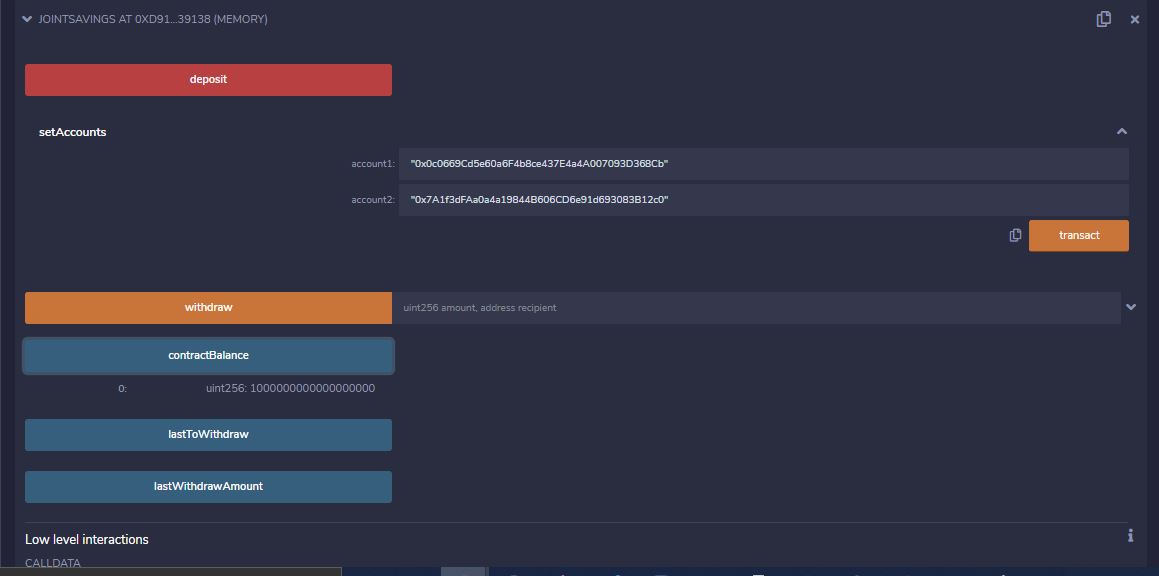 JOINTSAVINGS AT 0XD91...39138 (MEMORY)
deposit
setAccounts
account1: "0x0c0669Cd5e60a6F4b8ce437E4a4A007093D368Cb"
account2: "0x7A1f3dFAa0a4a19844B606CD6e91d693083B12c0"
transact
withdraw uint256 amount, address recipient
contractBalance
0: uint256: 1000000000000000000
lastToWithdraw
lastWithdrawAmount
Low level interactions
CALLDATA